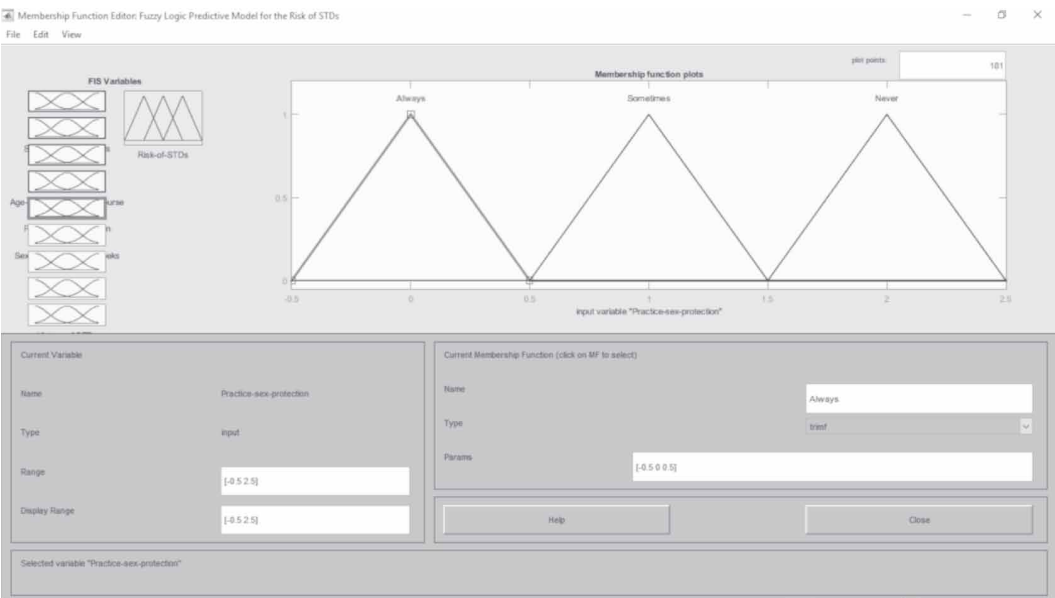 Membership Function Editor: Fuzzy Logic Predictive Model for the Risk of STDs
File Edit View
FIS Variables
Risk-of-STDs
plot points:
181
Membership function plots
Always
Sometimes
Never
1
0.5
0
-0.5
0
0.5
1
1.5
2
2.5
input variable "Practice-sex-protection"
Current Variable
Name
Practice-sex-protection
Type
input
Range
[-0.5 2.5]
Display Range
[-0.5 2.5]
Current Membership Function (click on MF to select)
Name
Always
Type
trimf
Params
[-0.5 0 0.5]
Help
Close
Selected variable "Practice-sex-protection"